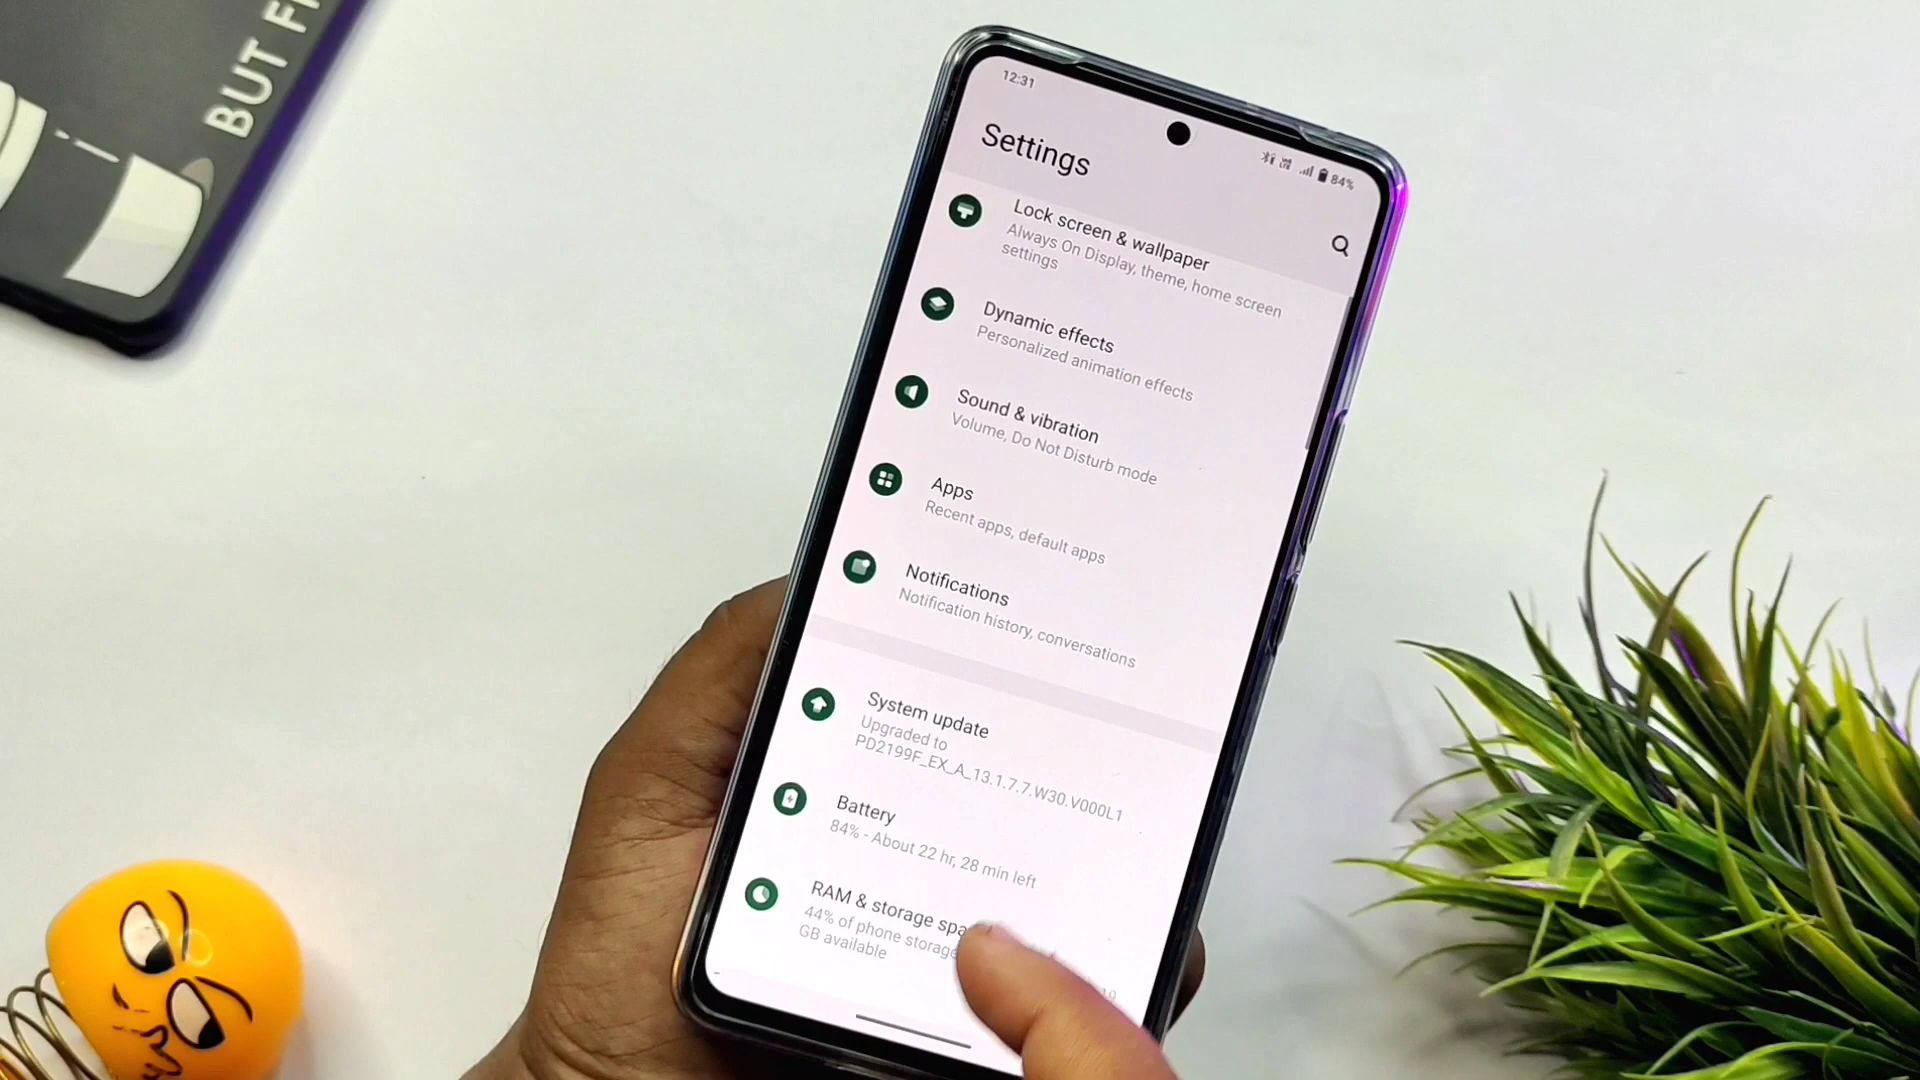 BUT
12:31
84%
Settings
Lock screen & wallpaper
Always On Display, theme, home screen
settings
Dynamic effects
Personalized animation effects
Sound & vibration
Volume, Do Not Disturb mode
Apps
Recent apps, default apps
Notifications
Notification history, conversations
System update
Upgraded to
PD2199F_EX_A_13.1.7.7.W30.V000L1
Battery
84% - About 22 hr, 28 min left
RAM & storage
44% of phone storage
GB available